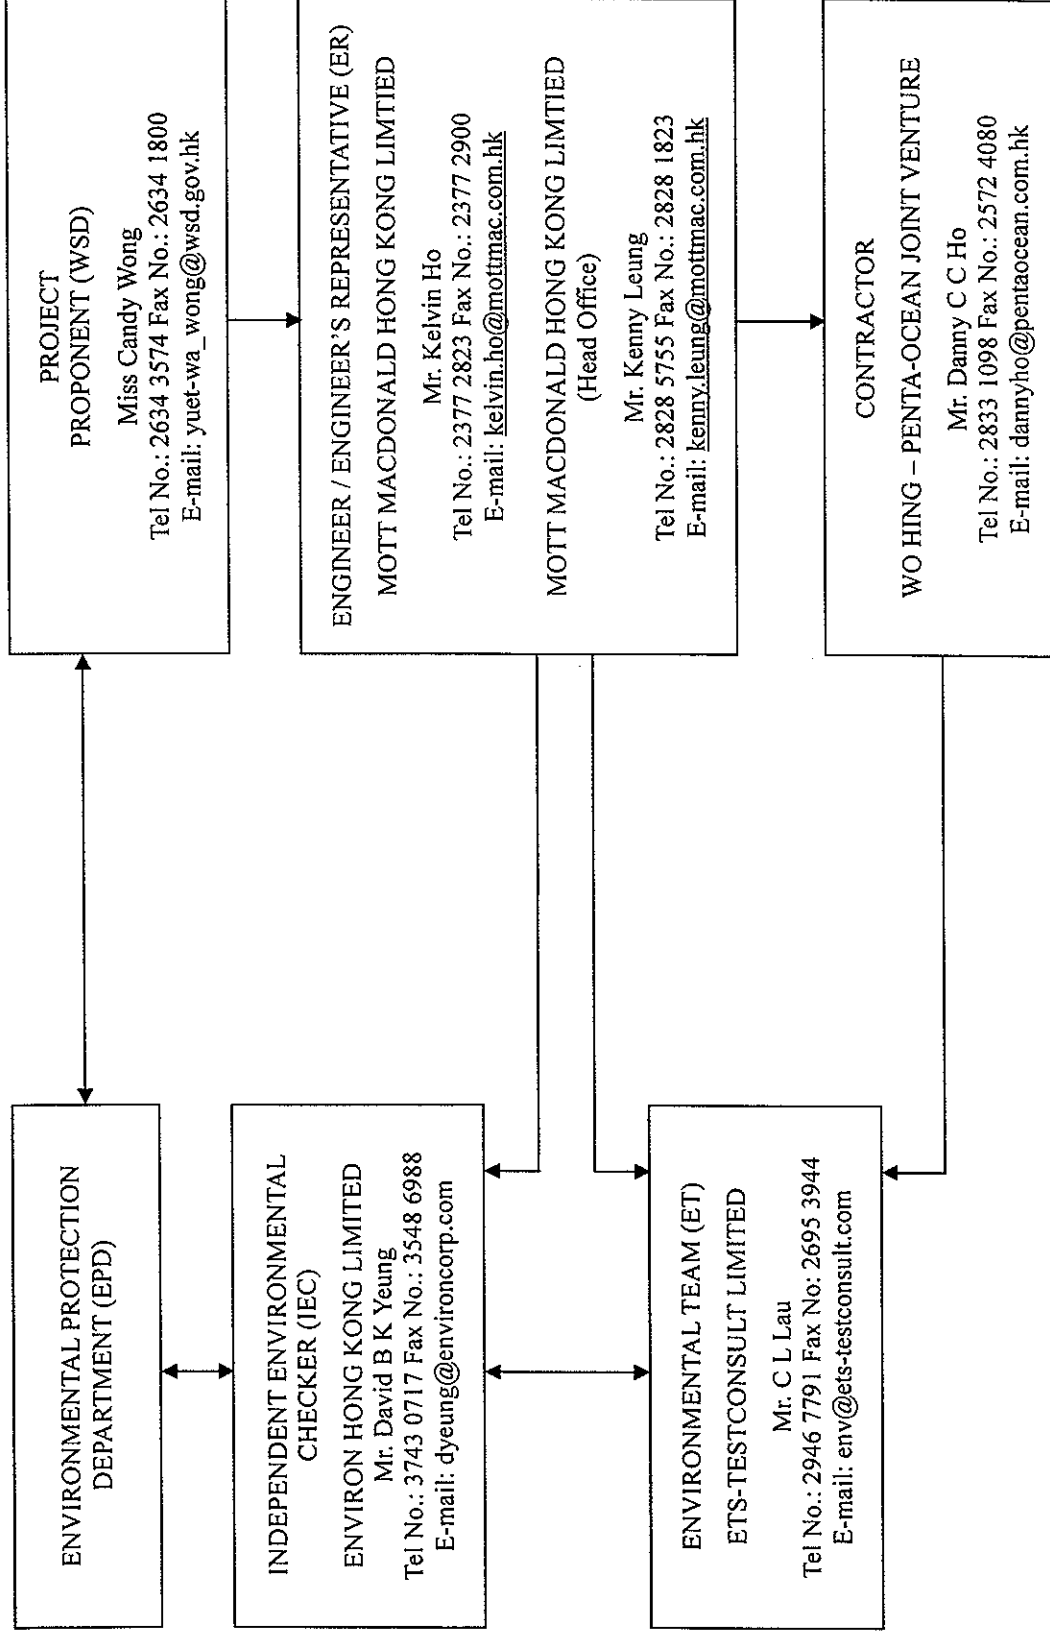 ENVIRONMENTAL PROTECTION
DEPARTMENT (EPD)
PROJECT
PROPONENT (WSD)
Miss Candy Wong
Tel No.: 2634 3574 Fax No.: 2634 1800
E-mail: yuet-wa_wong@wsd.gov.hk
INDEPENDENT ENVIRONMENTAL
CHECKER (IEC)
ENVIRON HONG KONG LIMITED
Mr. David B K Yeung
Tel No.: 3743 0717 Fax No.: 3548 6988
E-mail: dyeung@environcorp.com
ENGINEER / ENGINEER'S REPRESENTATIVE (ER)
MOTT MACDONALD HONG KONG LIMTIED
Mr. Kelvin Ho
Tel No.: 2377 2823 Fax No.: 2377 2900
E-mail: kelvin.ho@mottmac.com.hk
MOTT MACDONALD HONG KONG LIMTIED
(Head Office)
Mr. Kenny Leung
Tel No.: 2828 5755 Fax No.: 2828 1823
E-mail: kenny.leung@mottmac.com.hk
ENVIRONMENTAL TEAM (ET)
ETS-TESTCONSULT LIMITED
Mr. C L Lau
Tel No.: 2946 7791 Fax No: 2695 3944
E-mail: env@ets-testconsult.com
CONTRACTOR
WO HING – PENTA-OCEAN JOINT VENTURE
Mr. Danny C C Ho
Tel No.: 2833 1098 Fax No.: 2572 4080
E-mail: dannyho@pentaocean.com.hk